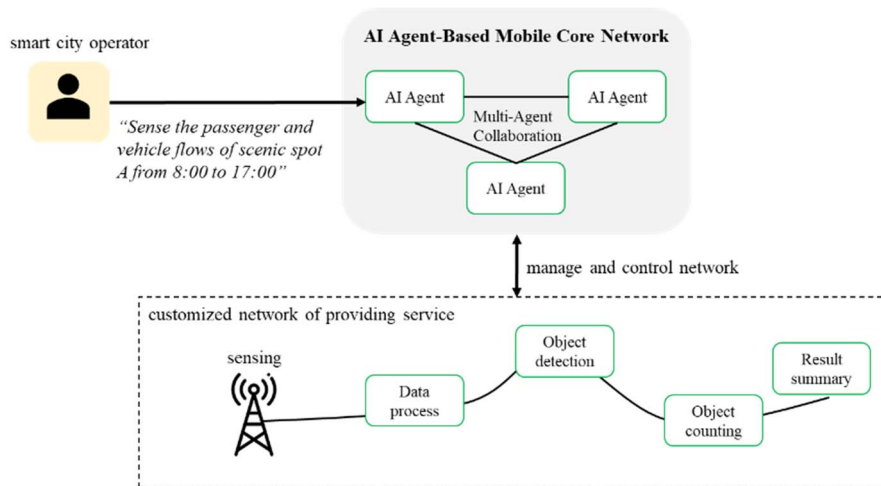 smart city operator
AI Agent-Based Mobile Core Network
AI Agent
AI Agent
Multi-Agent
Collaboration
AI Agent
“Sense the passenger and
vehicle flows of scenic spot
A from 8:00 to 17:00”
manage and control network
customized network of providing service
sensing
Data
process
Object
detection
Object
counting
Result
summary